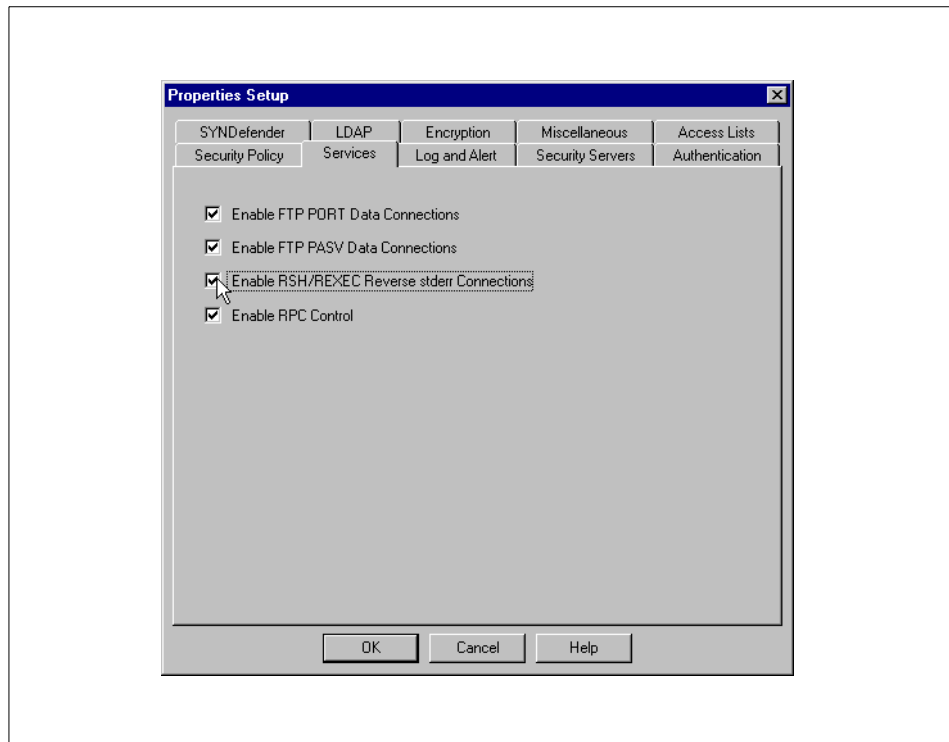 Properties Setup
SYNDefender LDAP Encryption Miscellaneous Access Lists
Security Policy Services Log and Alert Security Servers Authentication
Enable FTP PORT Data Connections
Enable FTP PASV Data Connections
Enable RSH/REXEC Reverse stderr Connections
Enable RPC Control
OK Cancel Help